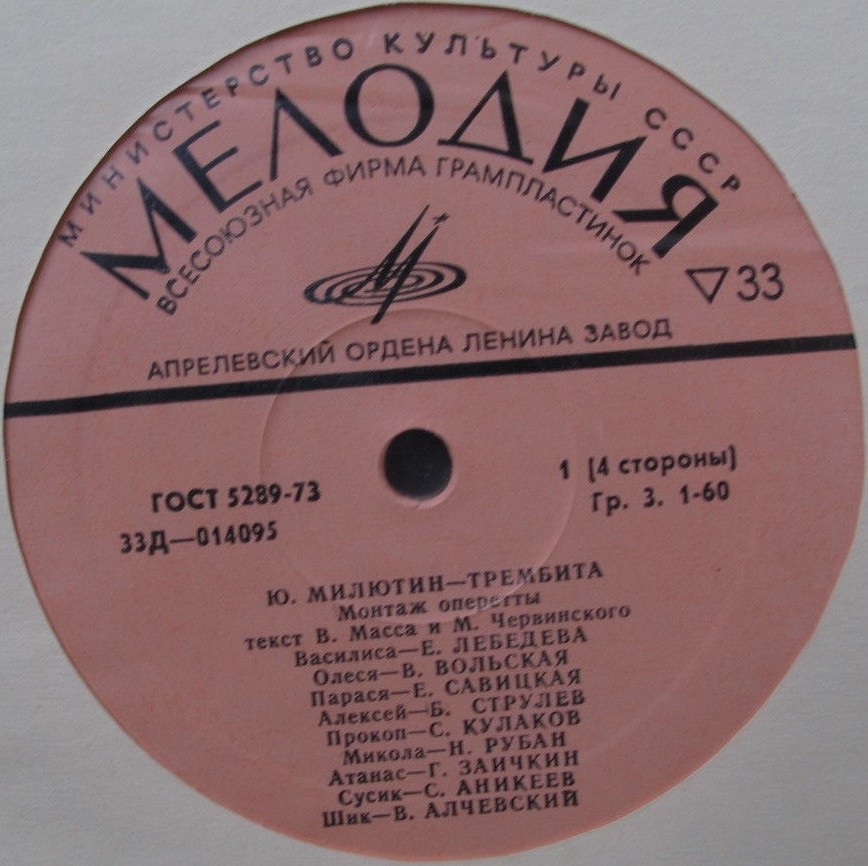 МИНИСТЕРСТВО КУЛЬТУРЫ СССР
МЕЛОДИЯ
ВСЕСОЮЗНАЯ ФИРМА ГРАМПЛАСТИНОК
▽33
АПРЕЛЕВСКИЙ ОРДЕНА ЛЕНИНА ЗАВОД
ГОСТ 5289-73
33Д—014095
1 (4 стороны)
Гр. 3. 1-60
Ю. МИЛЮТИН—ТРЕМБИТА
Монтаж оперетты
текст В. Масса и М. Червинского
Василиса—Е. ЛЕБЕДЕВА
Олеся—В. ВОЛЬСКАЯ
Парася—Е. САВИЦКАЯ
Алексей—Б. СТРУЛЕВ
Прокоп—С. КУЛАКОВ
Микола—Н. РУБАН
Атанас—Г. ЗАИЧКИН
Сусик—С. АНИКЕЕВ
Шик—В. АЛЧЕВСКИЙ